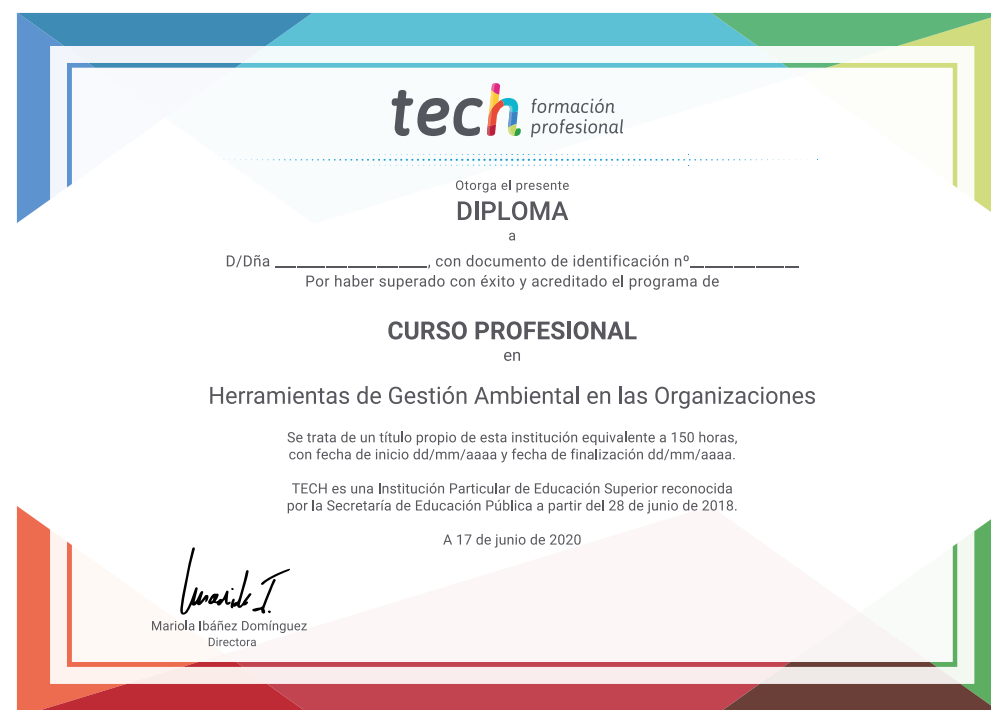 tech formación
profesional
Otorga el presente
DIPLOMA
a
D/Dña ____________, con documento de identificación nº_________
Por haber superado con éxito y acreditado el programa de
CURSO PROFESIONAL
en
Herramientas de Gestión Ambiental en las Organizaciones
Se trata de un título propio de esta institución equivalente a 150 horas,
con fecha de inicio dd/mm/aaaa y fecha de finalización dd/mm/aaaa.
TECH es una Institución Particular de Educación Superior reconocida
por la Secretaría de Educación Pública a partir del 28 de junio de 2018.
A 17 de junio de 2020
Mariola Ibáñez Domínguez
Directora